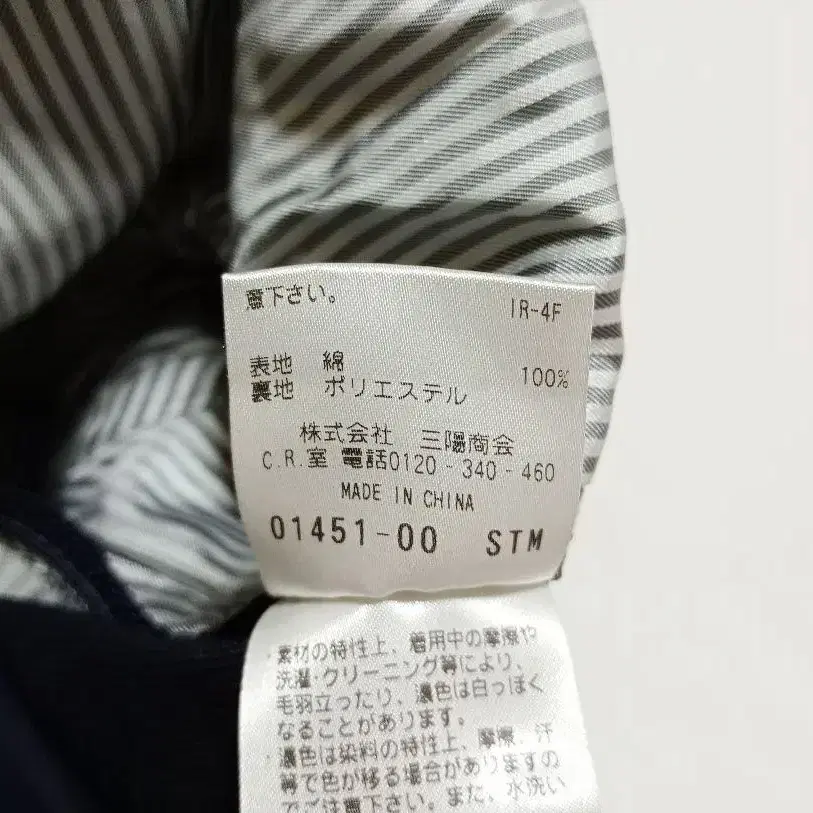 意下さい。
IR-4F
表地 綿 100%
裏地 ポリエステル
株式会社 三陽商会
C.R.室 電話0120-340-460
MADE IN CHINA
01451-00 STM
・素材の特性上、着用中の摩擦や
洗濯・クリーニング等により、
毛羽立ったり、濃色は白っぽく
なることがあります。
・濃色は染料の特性上、摩擦、汗
等で色が移る場合がありますの
でご注意下さい。また、水洗い